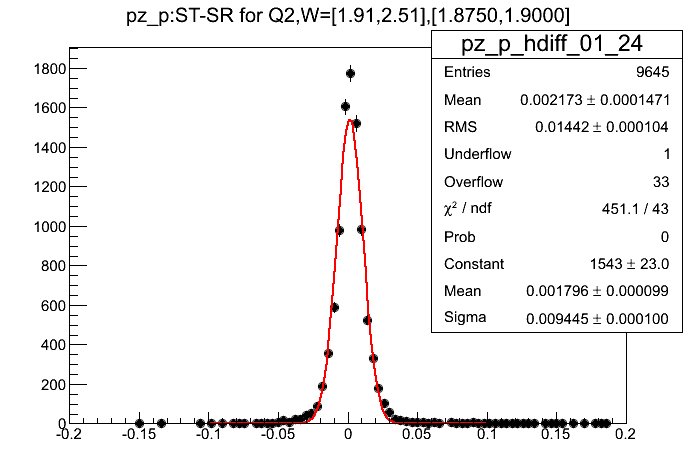 pz_p:ST-SR for Q2,W=[1.91,2.51],[1.8750,1.9000]
pz_p_hdiff_01_24
Entries 9645
Mean 0.002173 ± 0.0001471
RMS 0.01442 ± 0.000104
Underflow 1
Overflow 33
χ² / ndf 451.1 / 43
Prob 0
Constant 1543 ± 23.0
Mean 0.001796 ± 0.000099
Sigma 0.009445 ± 0.000100
1800
1600
1400
1200
1000
800
600
400
200
0
-0.2 -0.15 -0.1 -0.05 0 0.05 0.1 0.15 0.2